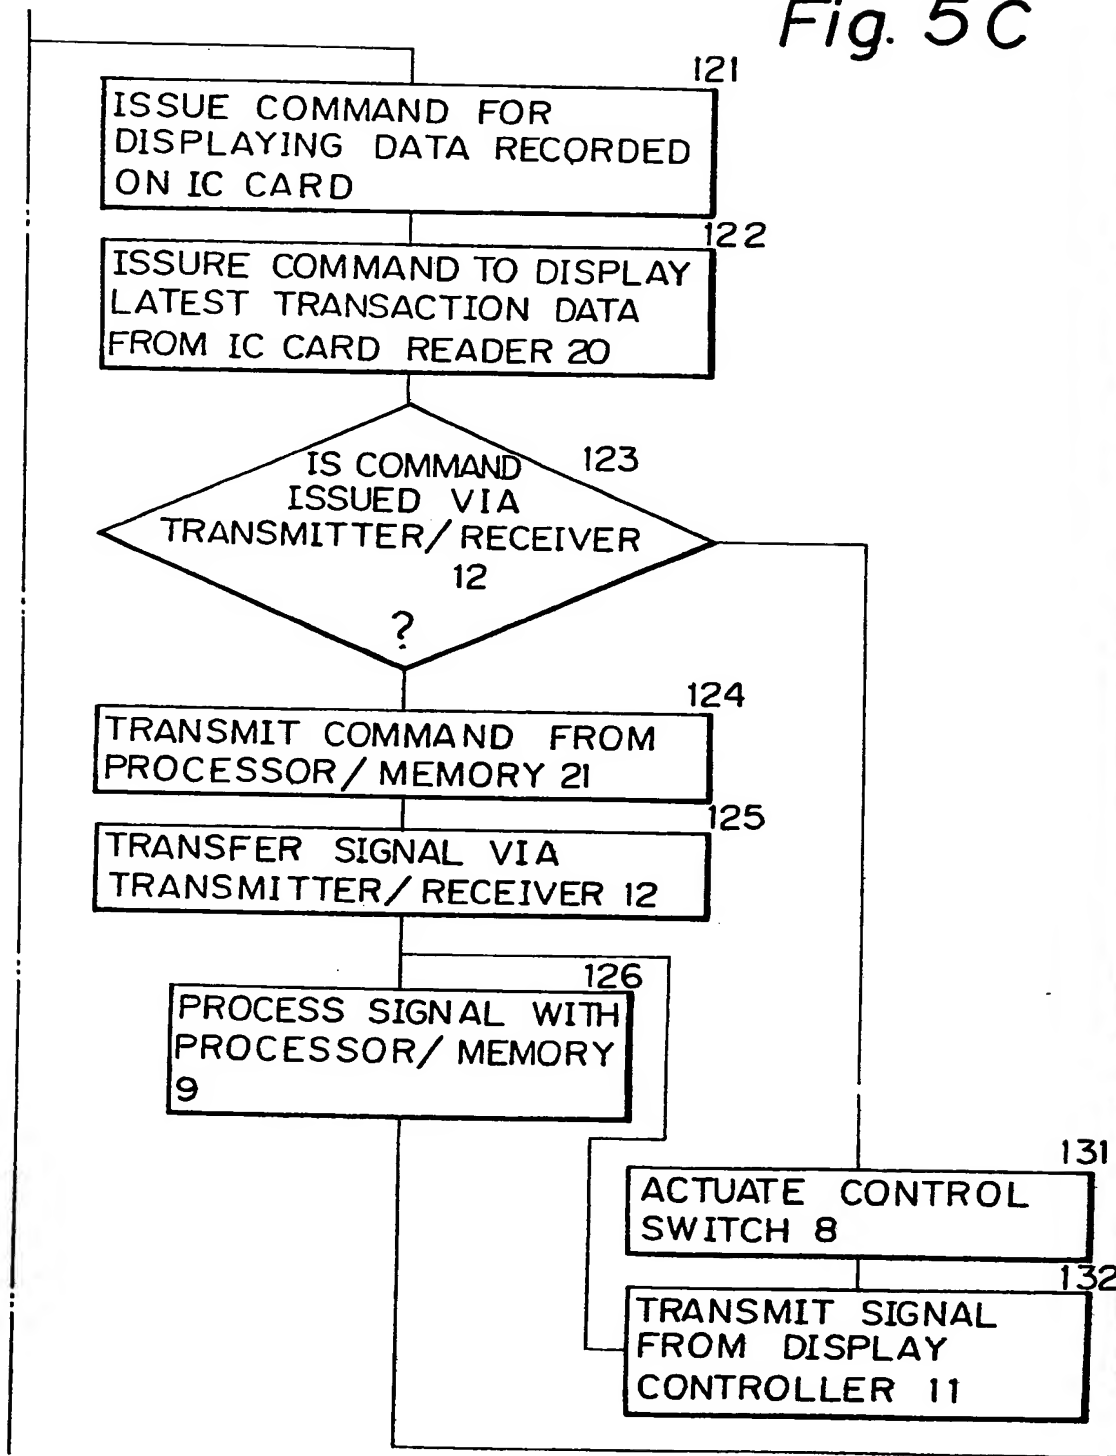 Fig. 5C
121
ISSUE COMMAND FOR
DISPLAYING DATA RECORDED
ON IC CARD
122
ISSURE COMMAND TO DISPLAY
LATEST TRANSACTION DATA
FROM IC CARD READER 20
123
IS COMMAND
ISSUED VIA
TRANSMITTER/RECEIVER
12
?
124
TRANSMIT COMMAND FROM
PROCESSOR/MEMORY 21
125
TRANSFER SIGNAL VIA
TRANSMITTER/RECEIVER 12
126
PROCESS SIGNAL WITH
PROCESSOR/MEMORY
9
131
ACTUATE CONTROL
SWITCH 8
132
TRANSMIT SIGNAL
FROM DISPLAY
CONTROLLER 11